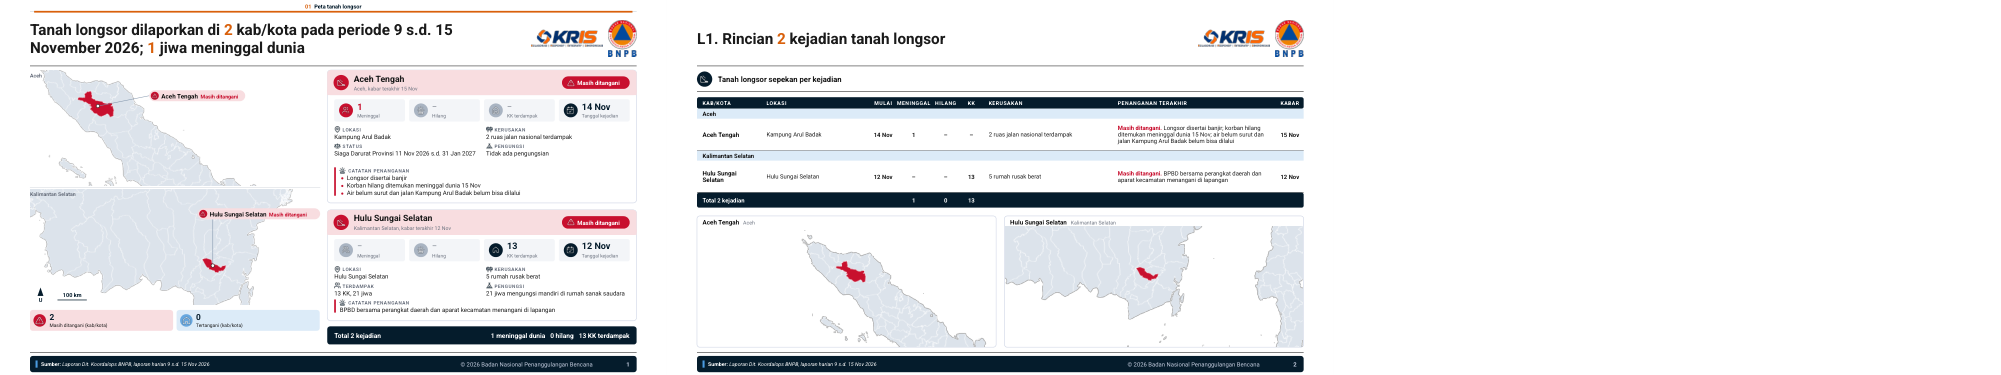 01 Peta tanah longsor
Tanah longsor dilaporkan di 2 kab/kota pada periode 9 s.d. 15
November 2026; 1 jiwa meninggal dunia
KRIS
BNPB
Aceh
Aceh Tengah Masih ditangani
Kalimantan Selatan
Hulu Sungai Selatan Masih ditangani
U
100 km
2
Masih ditangani (kab/kota)
0
Tertangani (kab/kota)
Aceh Tengah
Aceh, kabar terakhir 15 Nov
Masih ditangani
1
Meninggal
–
Hilang
–
KK terdampak
14 Nov
Tanggal kejadian
LOKASI
Kampung Arul Badak
KERUSAKAN
2 ruas jalan nasional terdampak
STATUS
Siaga Darurat Provinsi 11 Nov 2026 s.d. 31 Jan 2027
PENGUNGSI
Tidak ada pengungsian
CATATAN PENANGANAN
• Longsor disertai banjir
• Korban hilang ditemukan meninggal dunia 15 Nov
• Air belum surut dan jalan Kampung Arul Badak belum bisa dilalui
Hulu Sungai Selatan
Kalimantan Selatan, kabar terakhir 12 Nov
Masih ditangani
–
Meninggal
–
Hilang
13
KK terdampak
12 Nov
Tanggal kejadian
LOKASI
Hulu Sungai Selatan
KERUSAKAN
5 rumah rusak berat
TERDAMPAK
13 KK, 21 jiwa
PENGUNGSI
21 jiwa mengungsi mandiri di rumah sanak saudara
CATATAN PENANGANAN
BPBD bersama perangkat daerah dan aparat kecamatan menangani di lapangan
Total 2 kejadian 1 meninggal dunia 0 hilang 13 KK terdampak
Sumber: Laporan Dit. Koordalops BNPB, laporan harian 9 s.d. 15 Nov 2026
© 2026 Badan Nasional Penanggulangan Bencana 1
L1. Rincian 2 kejadian tanah longsor
KRIS
BNPB
Tanah longsor sepekan per kejadian
KAB/KOTA LOKASI MULAI MENINGGAL HILANG KK KERUSAKAN PENANGANAN TERAKHIR KABAR
Aceh
Aceh Tengah Kampung Arul Badak 14 Nov 1 – – 2 ruas jalan nasional terdampak Masih ditangani. Longsor disertai banjir; korban hilang
ditemukan meninggal dunia 15 Nov; air belum surut dan
jalan Kampung Arul Badak belum bisa dilalui 15 Nov
Kalimantan Selatan
Hulu Sungai
Selatan Hulu Sungai Selatan 12 Nov – – 13 5 rumah rusak berat Masih ditangani. BPBD bersama perangkat daerah dan
aparat kecamatan menangani di lapangan 12 Nov
Total 2 kejadian 1 0 13
Aceh Tengah Aceh
Hulu Sungai Selatan Kalimantan Selatan
Sumber: Laporan Dit. Koordalops BNPB, laporan harian 9 s.d. 15 Nov 2026
© 2026 Badan Nasional Penanggulangan Bencana 2